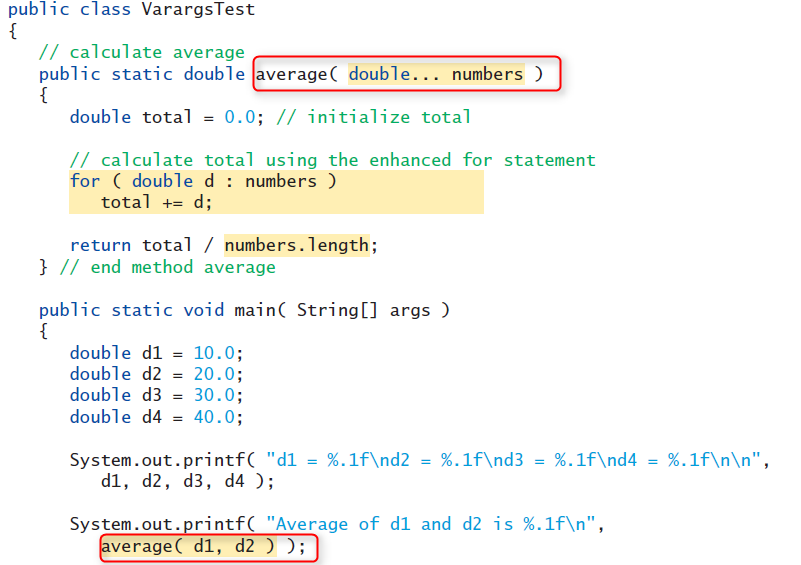 public class VarargsTest
{
   // calculate average
   public static double average( double... numbers )
   {
      double total = 0.0; // initialize total

      // calculate total using the enhanced for statement
      for ( double d : numbers )
         total += d;

      return total / numbers.length;
   } // end method average

   public static void main( String[] args )
   {
      double d1 = 10.0;
      double d2 = 20.0;
      double d3 = 30.0;
      double d4 = 40.0;

      System.out.printf( "d1 = %.1f\nd2 = %.1f\nd3 = %.1f\nd4 = %.1f\n\n",
         d1, d2, d3, d4 );

      System.out.printf( "Average of d1 and d2 is %.1f\n",
         average( d1, d2 ) );